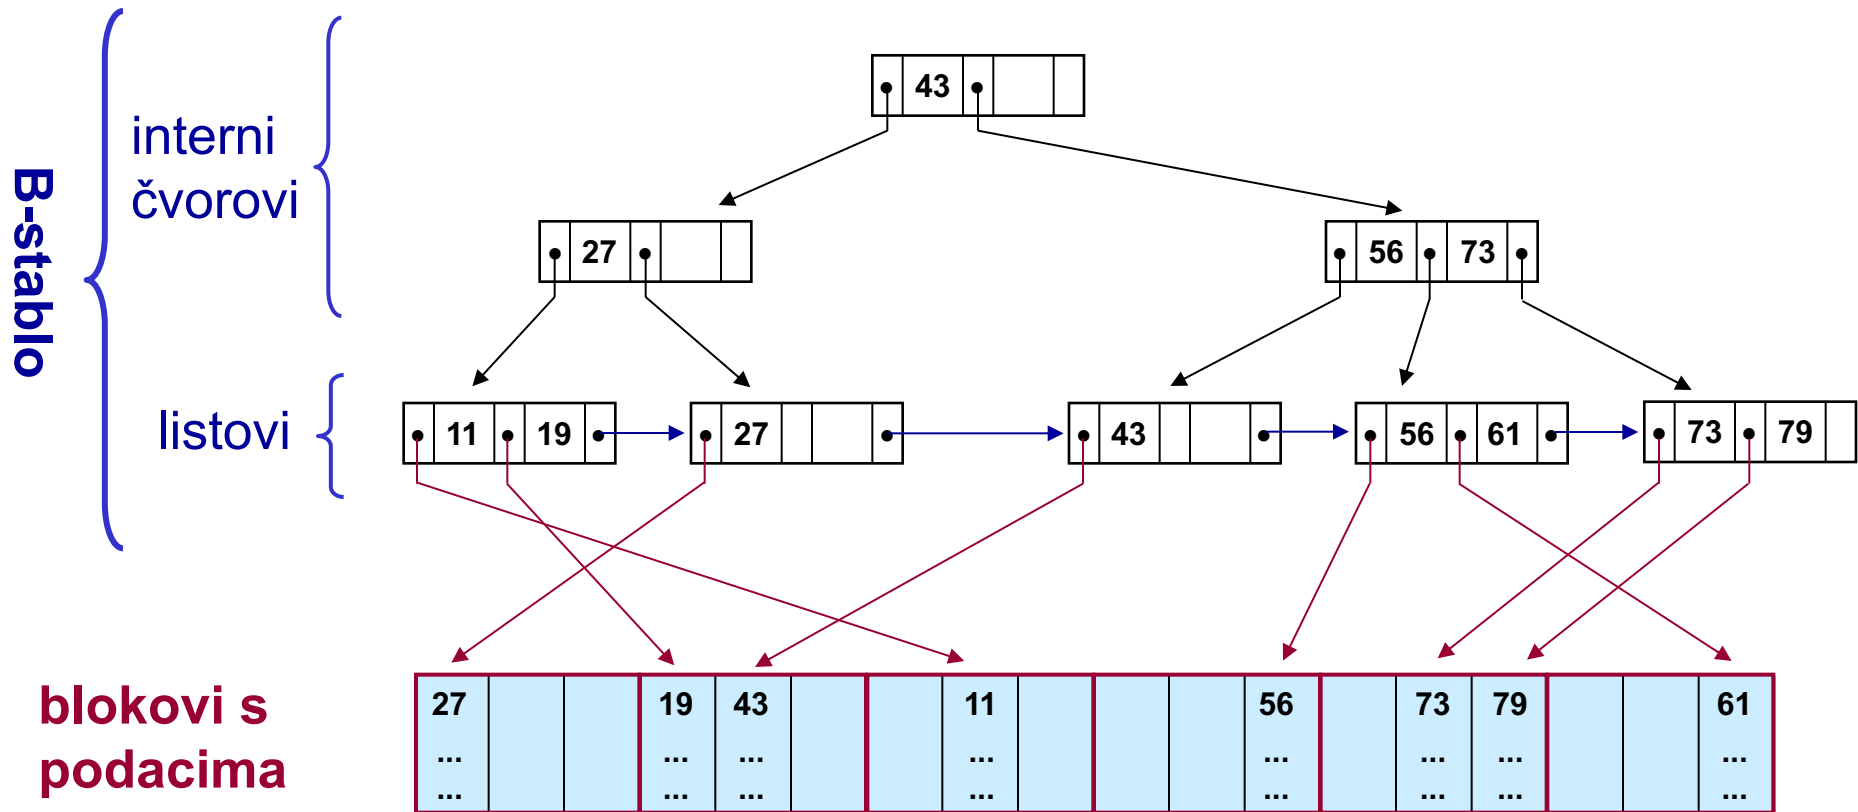 B-stablo
interni
čvorovi
43
27
56 73
listovi
11 19 27 43 56 61 73 79
blokovi s
podacima
27 19 43 11 56 73 79 61
... ... ... ... ... ... ... ...
... ... ... ... ... ... ... ...